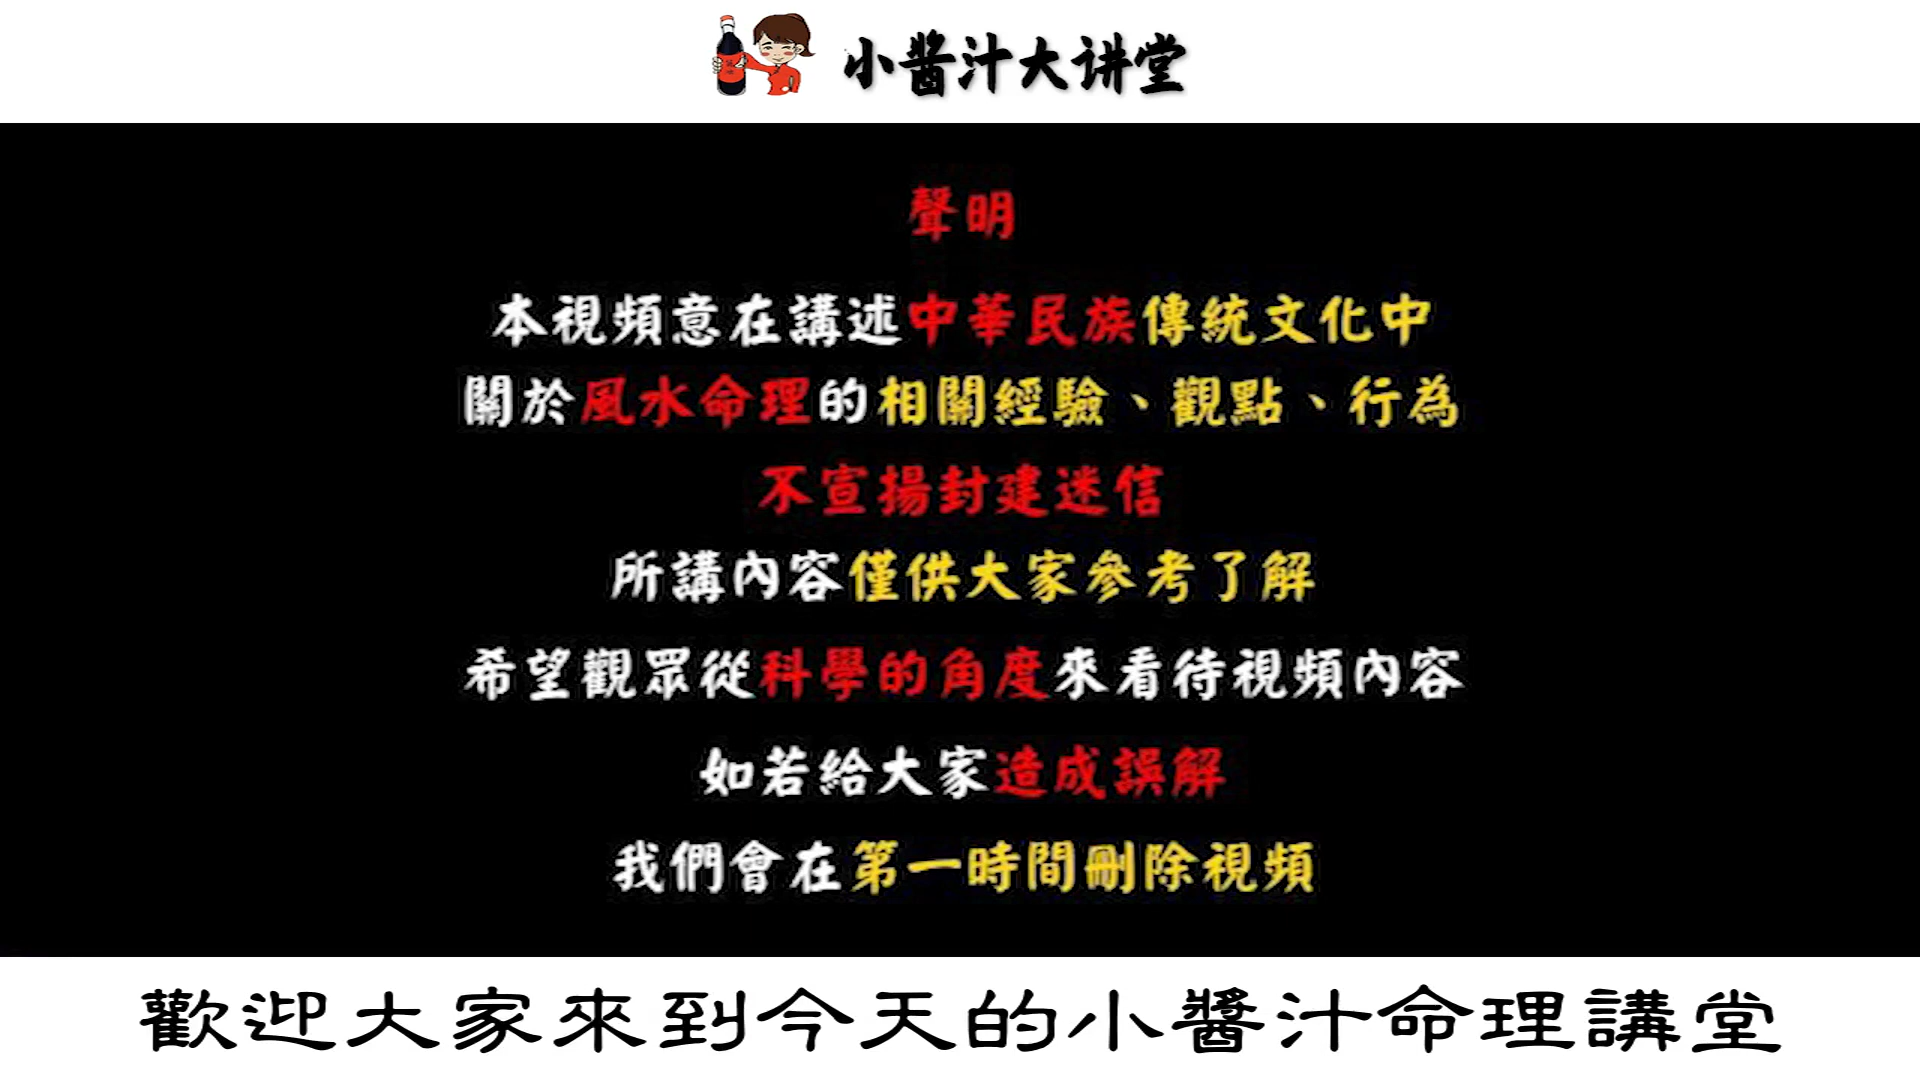 小醬汁大讲堂
聲明
本視頻意在講述中華民族傳統文化中
關於風水命理的相關經驗、觀點、行為
不宣揚封建迷信
所講內容僅供大家參考了解
希望觀眾從科學的角度來看待視頻內容
如若給大家造成誤解
我們會在第一時間刪除視頻
歡迎大家來到今天的小醬汁命理講堂